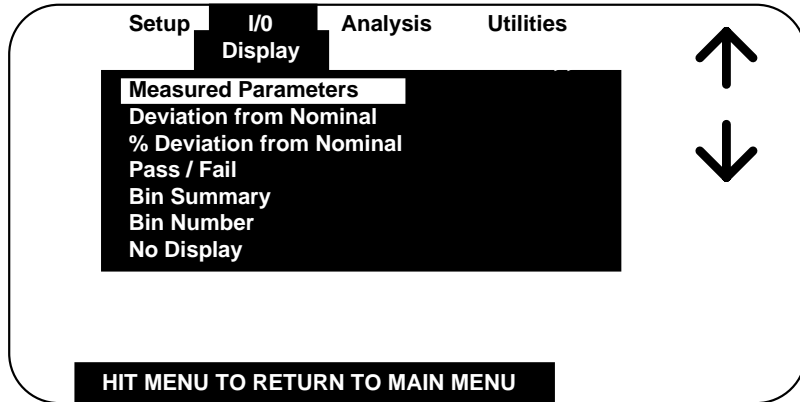 Setup I/0 Analysis Utilities
Display
Measured Parameters
Deviation from Nominal
% Deviation from Nominal
Pass / Fail
Bin Summary
Bin Number
No Display
HIT MENU TO RETURN TO MAIN MENU